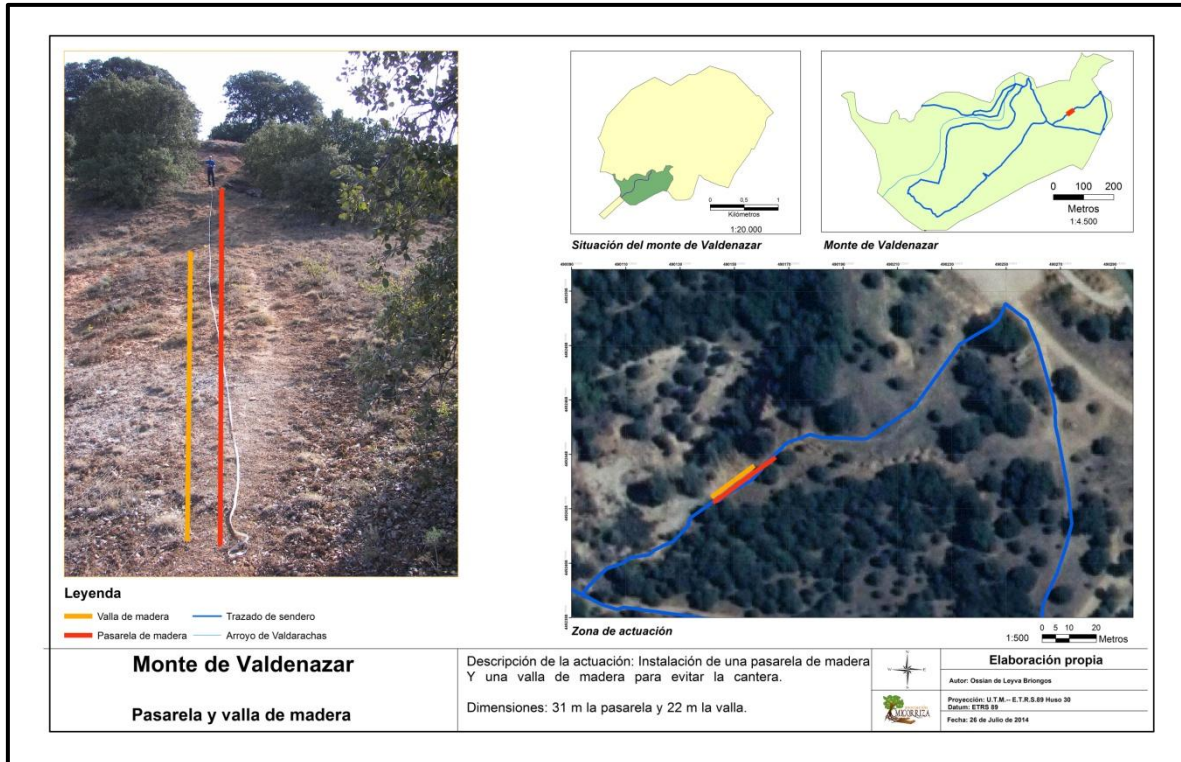 0 0,5 1
Kilómetros
1:20.000
Situación del monte de Valdenazar
0 100 200
Metros
1:4.500
Monte de Valdenazar
Zona de actuación
0 5 10 20
1:500 Metros
Leyenda
Valla de madera
Trazado de sendero
Pasarela de madera
Arroyo de Valdarachas
Monte de Valdenazar
Pasarela y valla de madera
Descripción de la actuación: Instalación de una pasarela de madera
Y una valla de madera para evitar la cantera.
Dimensiones: 31 m la pasarela y 22 m la valla.
MICORRIZA
Elaboración propia
Autor: Ossian de Leyva Briongos
Proyección: U.T.M.– E.T.R.S.89 Huso 30
Datum: ETRS 89
Fecha: 26 de Julio de 2014